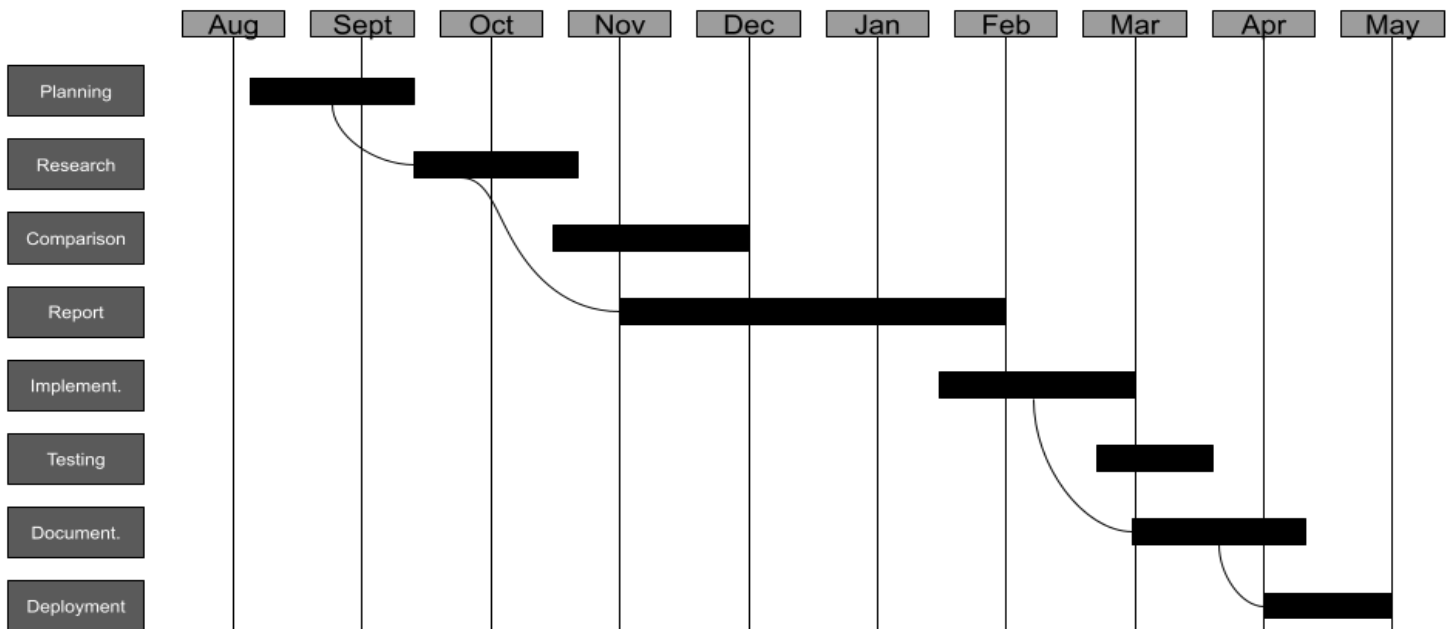 Aug Sept Oct Nov Dec Jan Feb Mar Apr May
Planning
Research
Comparison
Report
Implement.
Testing
Document.
Deployment